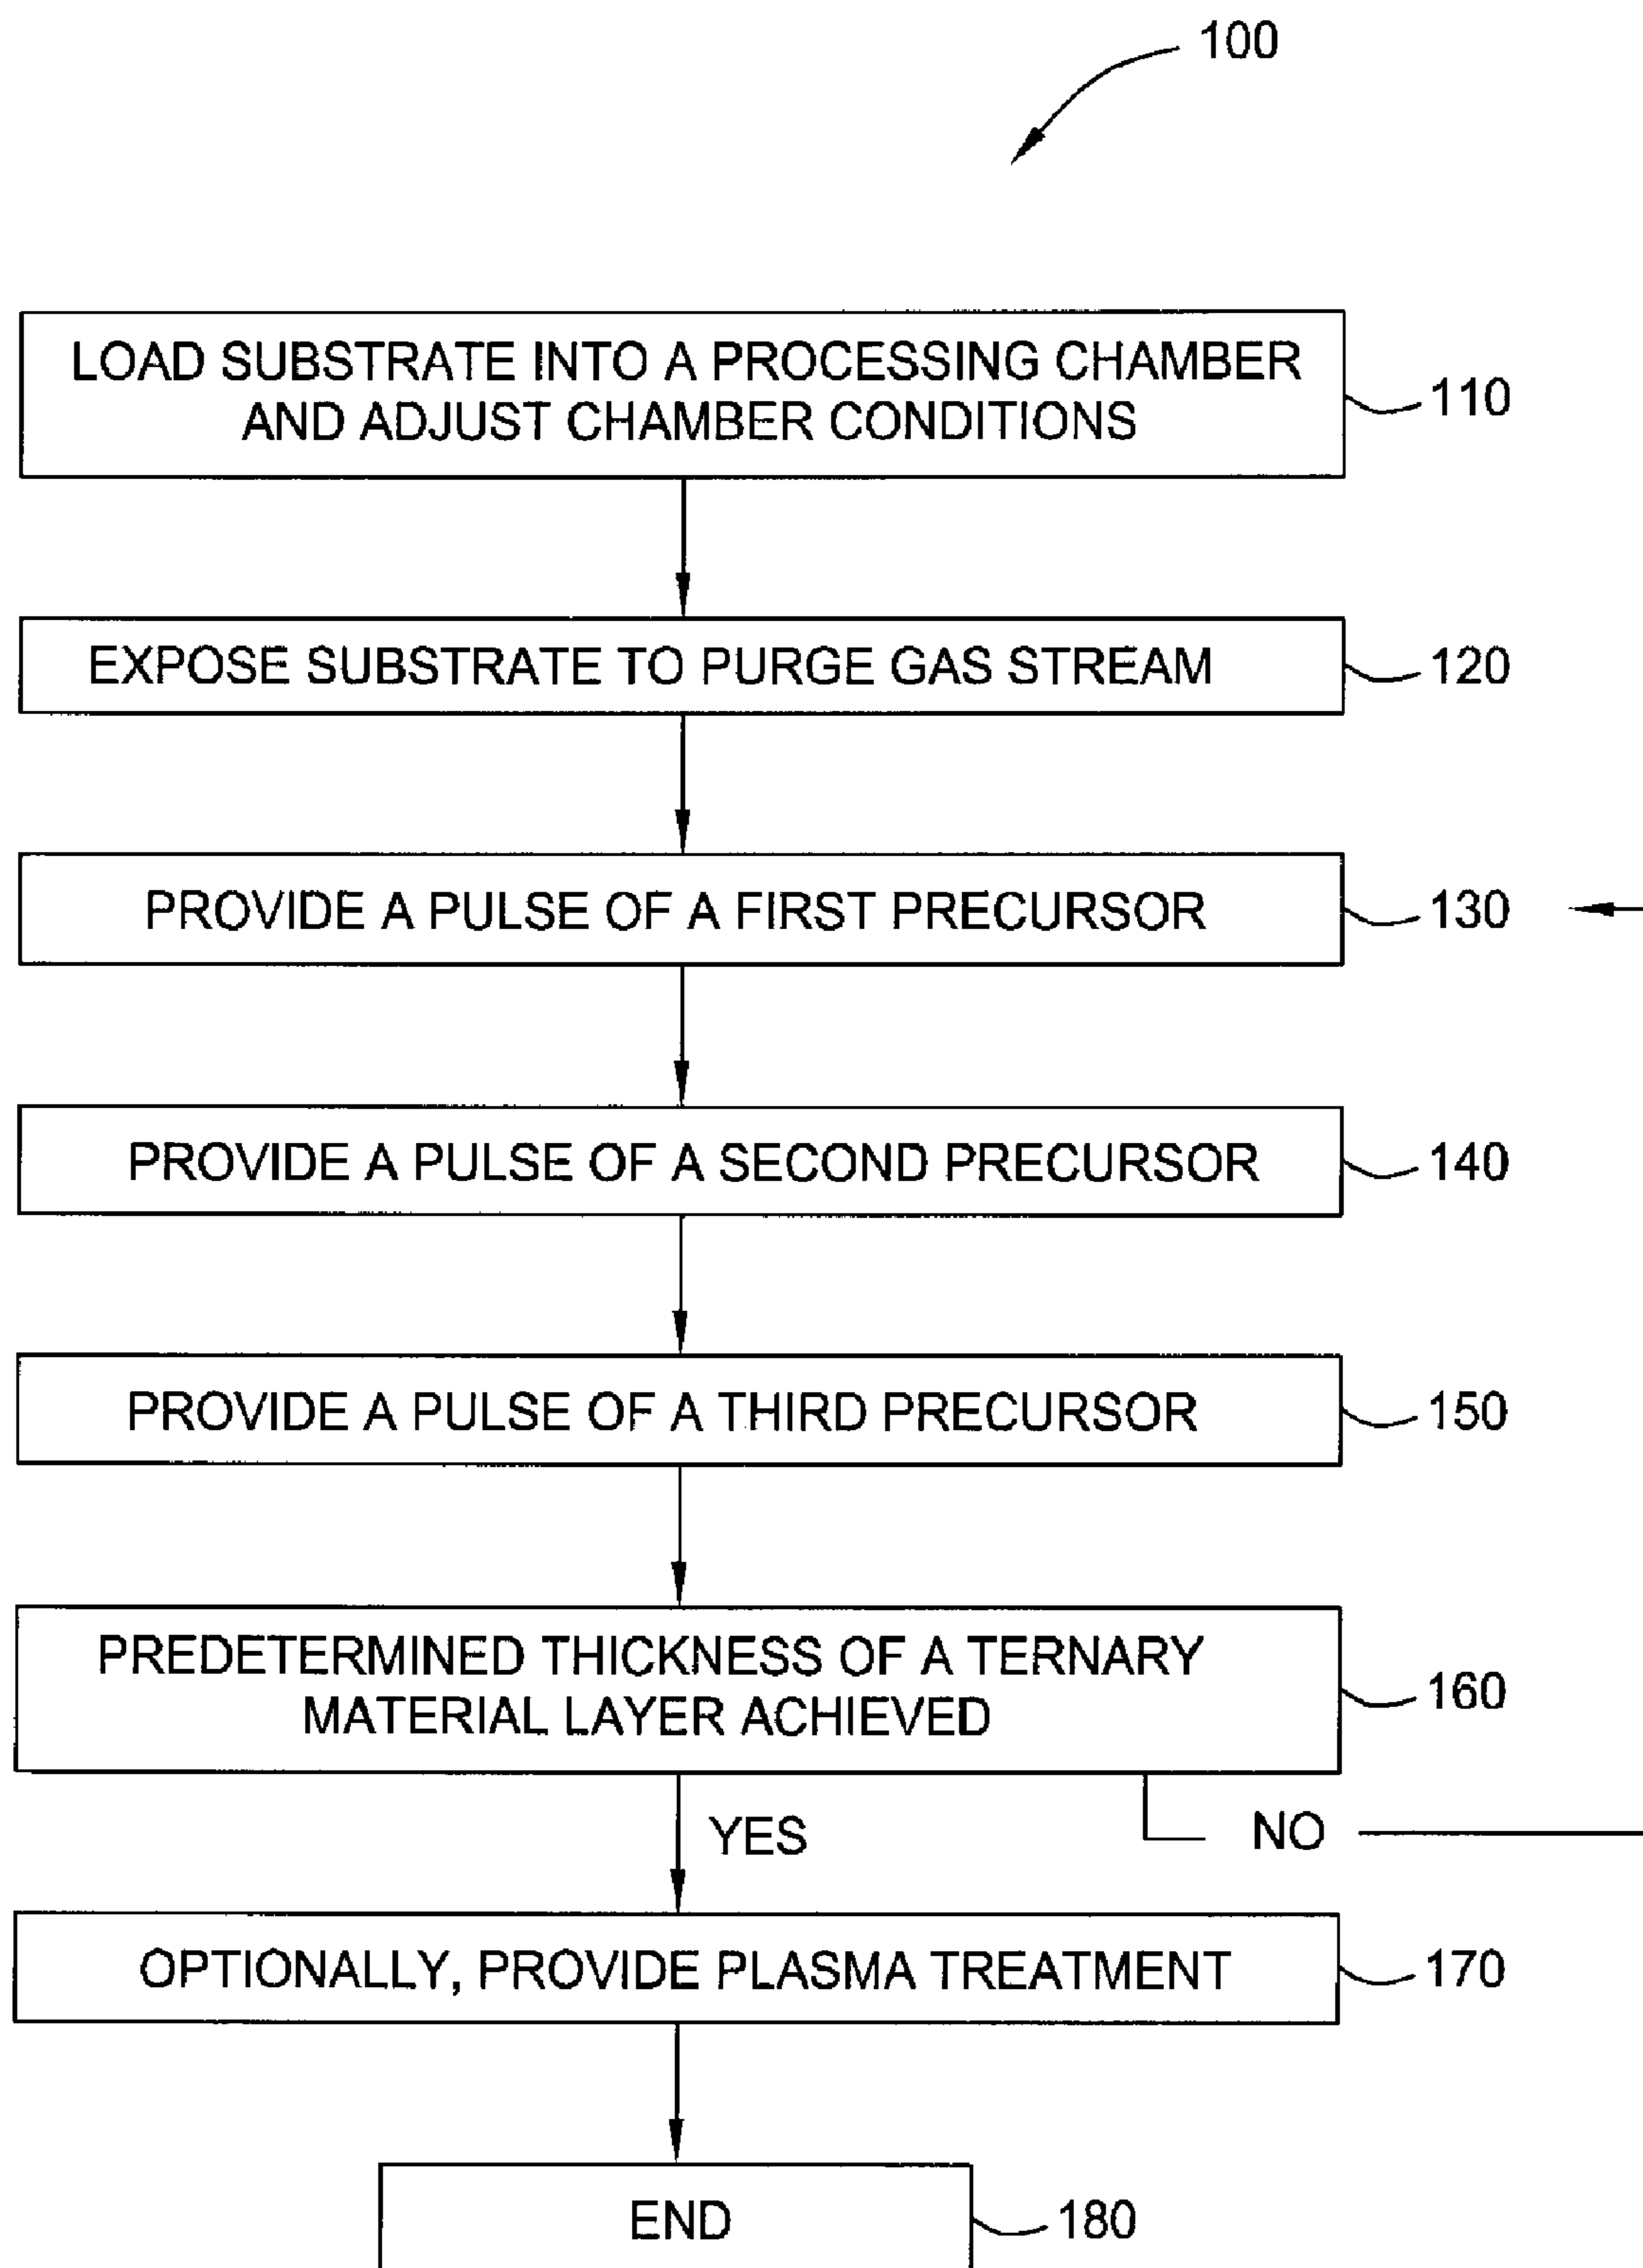 100
LOAD SUBSTRATE INTO A PROCESSING CHAMBER
AND ADJUST CHAMBER CONDITIONS
110
EXPOSE SUBSTRATE TO PURGE GAS STREAM
120
PROVIDE A PULSE OF A FIRST PRECURSOR
130
PROVIDE A PULSE OF A SECOND PRECURSOR
140
PROVIDE A PULSE OF A THIRD PRECURSOR
150
PREDETERMINED THICKNESS OF A TERNARY
MATERIAL LAYER ACHIEVED
160
YES
NO
OPTIONALLY, PROVIDE PLASMA TREATMENT
170
END
180